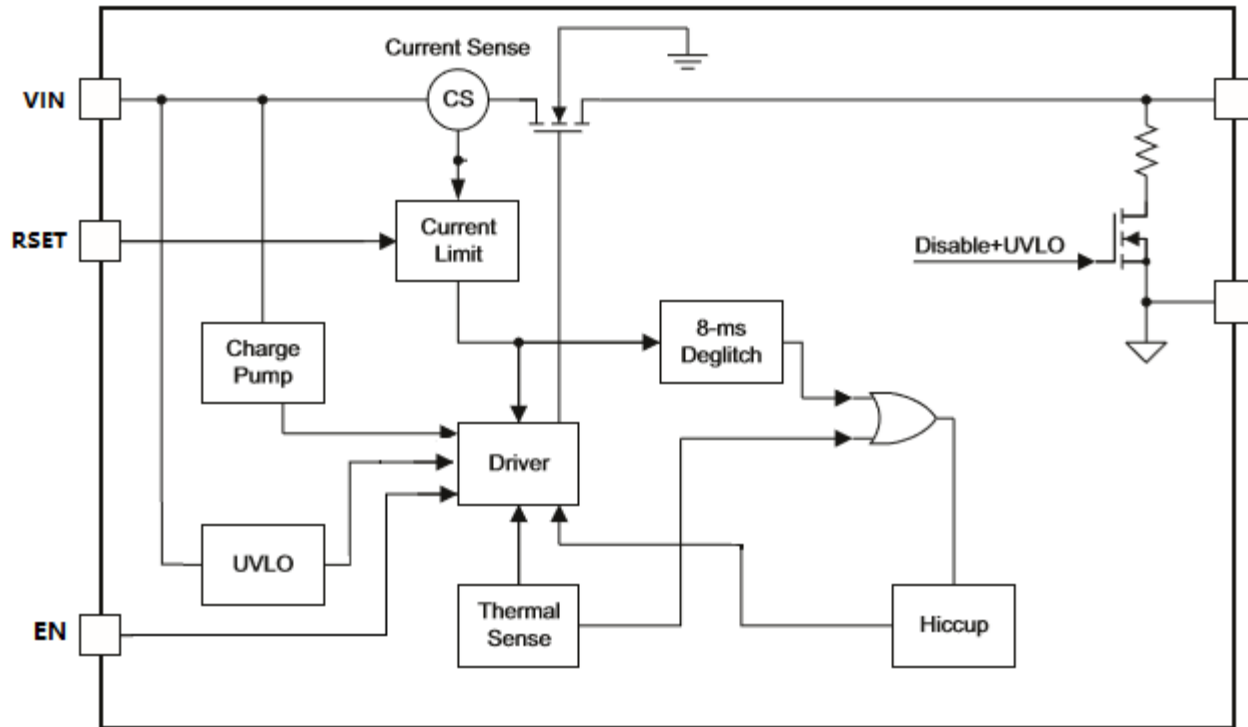 Current Sense
VIN
CS
RSET
Current
Limit
Disable+UVLO
8-ms
Deglitch
Charge
Pump
Driver
UVLO
Thermal
Sense
Hiccup
EN